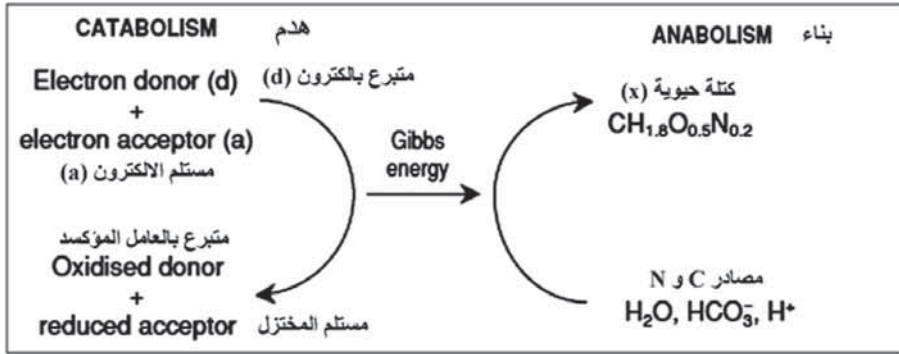 CATABOLISM هدم
Electron donor (d) متبرع بالكترون (d)
+
electron acceptor (a)
مستلم الالكترون (a)
متبرع بالعامل المؤكسد
Oxidised donor
+
reduced acceptor مستلم المختزل
Gibbs
energy
ANABOLISM بناء
كتلة حيوية (x)
CH₁.₈O₀.₅N₀.₂
مصادر C و N
H₂O, HCO₃⁻, H⁺